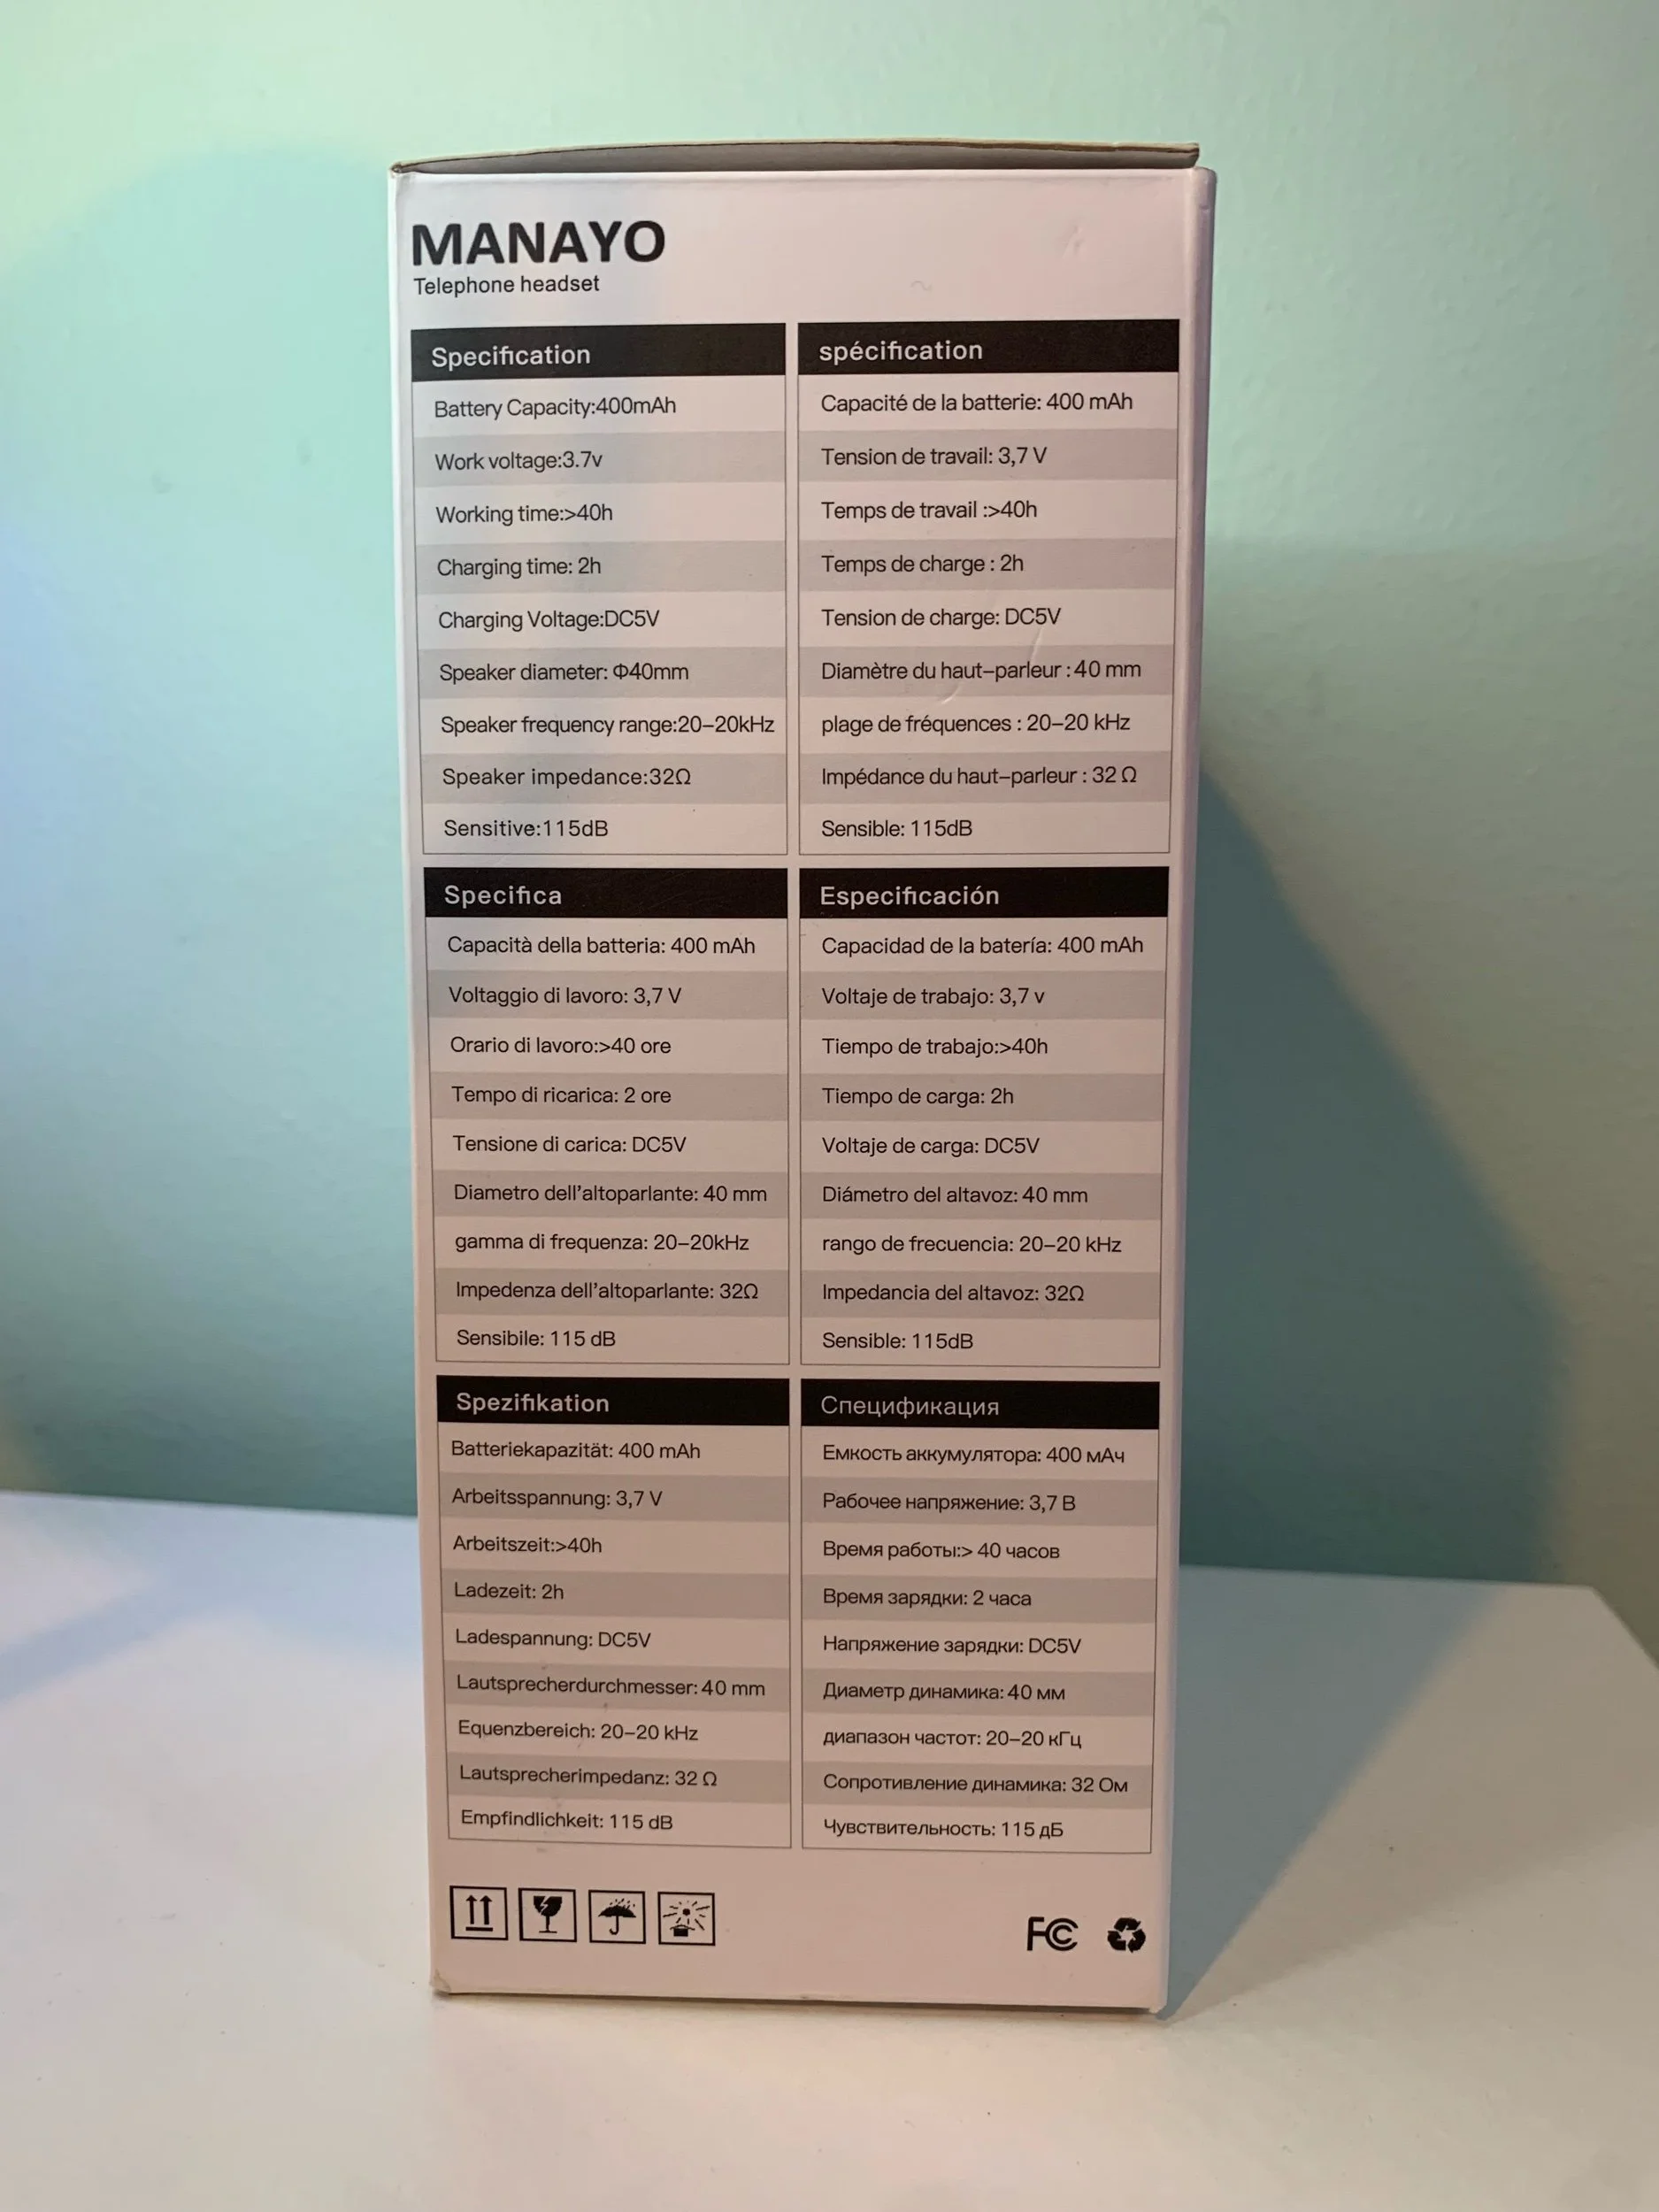 MANAYO
Telephone headset
Specification
Battery Capacity:400mAh
Work voltage:3.7v
Working time:>40h
Charging time: 2h
Charging Voltage:DC5V
Speaker diameter: Φ40mm
Speaker frequency range:20–20kHz
Speaker impedance:32Ω
Sensitive:115dB
spécification
Capacité de la batterie: 400 mAh
Tension de travail: 3,7 V
Temps de travail :>40h
Temps de charge : 2h
Tension de charge: DC5V
Diamètre du haut–parleur : 40 mm
plage de fréquences : 20–20 kHz
Impédance du haut–parleur : 32 Ω
Sensible: 115dB
Specifica
Capacità della batteria: 400 mAh
Voltaggio di lavoro: 3,7 V
Orario di lavoro:>40 ore
Tempo di ricarica: 2 ore
Tensione di carica: DC5V
Diametro dell'altoparlante: 40 mm
gamma di frequenza: 20–20kHz
Impedenza dell'altoparlante: 32Ω
Sensibile: 115 dB
Especificación
Capacidad de la batería: 400 mAh
Voltaje de trabajo: 3,7 v
Tiempo de trabajo:>40h
Tiempo de carga: 2h
Voltaje de carga: DC5V
Diámetro del altavoz: 40 mm
rango de frecuencia: 20–20 kHz
Impedancia del altavoz: 32Ω
Sensible: 115dB
Spezifikation
Batteriekapazität: 400 mAh
Arbeitsspannung: 3,7 V
Arbeitszeit:>40h
Ladezeit: 2h
Ladespannung: DC5V
Lautsprecherdurchmesser: 40 mm
Equenzbereich: 20–20 kHz
Lautsprecherimpedanz: 32 Ω
Empfindlichkeit: 115 dB
Спецификация
Емкость аккумулятора: 400 мАч
Рабочее напряжение: 3,7 В
Время работы:> 40 часов
Время зарядки: 2 часа
Напряжение зарядки: DC5V
Диаметр динамика: 40 мм
диапазон частот: 20–20 кГц
Сопротивление динамика: 32 Ом
Чувствительность: 115 дБ
FC